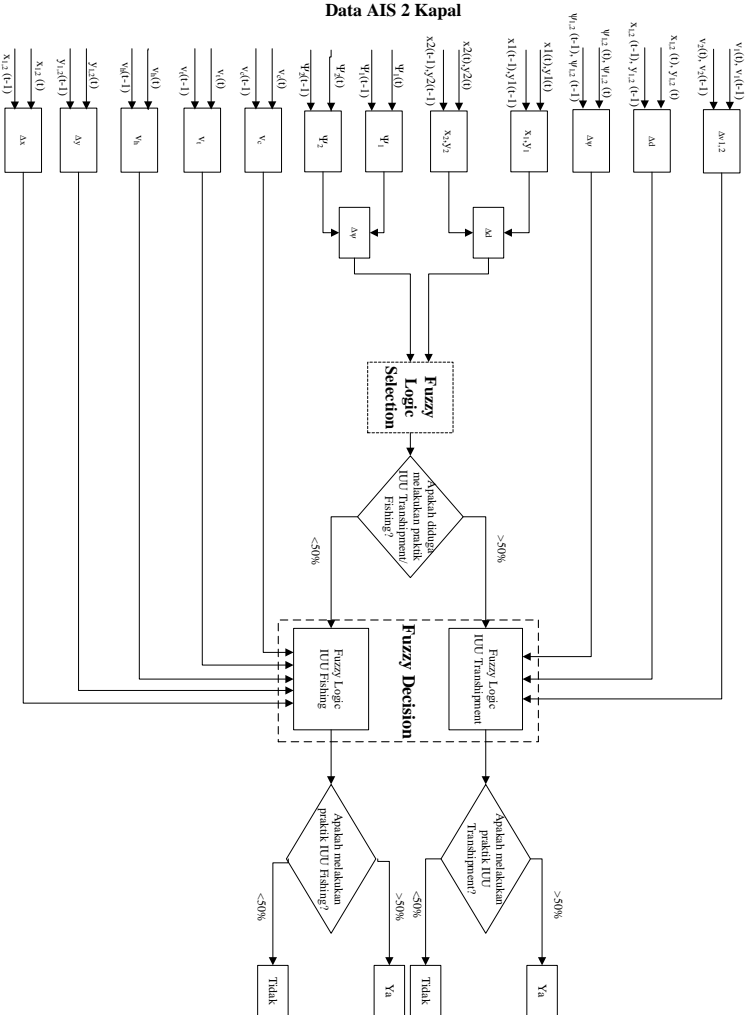 Data AIS 2 Kapal
v₁(t), v₁(t-1)
v₂(t), v₂(t-1)
Δv1,2
x₁,₂ (t), y₁,₂ (t)
x₁,₂ (t-1), y₁,₂ (t-1)
Δd
ψ₁,₂ (t), ψ₁,₂ (t)
ψ₁,₂ (t-1), ψ₁,₂ (t-1)
Δψ
x1(t),y1(t)
x1(t-1),y1(t-1)
x₁,y₁
x2(t),y2(t)
x2(t-1),y2(t-1)
x₂,y₂
Δd
Ψ₁(t)
Ψ₁(t-1)
Ψ₁
Ψ₂(t)
Ψ₂(t-1)
Ψ₂
Δψ
v꜀(t)
v꜀(t-1)
v꜀
vₜ(t)
vₜ(t-1)
vₜ
vₕ(t)
vₕ(t-1)
vₕ
y₁,₂(t)
y₁,₂(t-1)
Δy
x₁,₂ (t)
x₁,₂ (t-1)
Δx
Fuzzy
Logic
Selection
Apakah diduga
melakukan praktik
IUU Transhipment/
Fishing?
>50%
<50%
Fuzzy Logic
IUU Transhipment
Fuzzy Decision
Fuzzy Logic
IUU Fishing
Apakah melakukan
praktik IUU
Transhipment?
>50%
Ya
<50%
Tidak
Apakah melakukan
praktik IUU Fishing?
>50%
Ya
<50%
Tidak